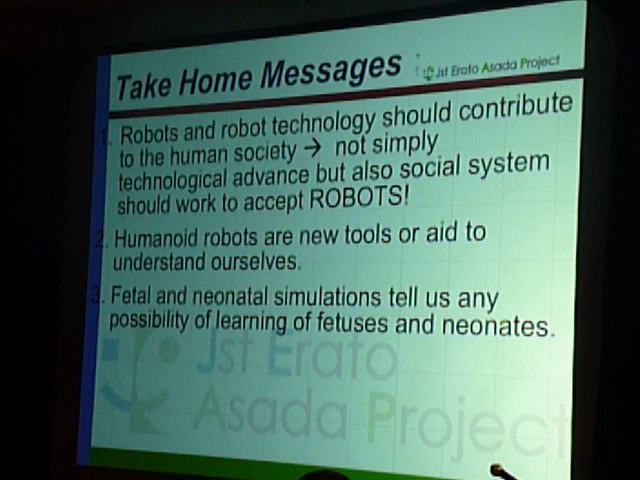 Take Home Messages
Jst Erato Asada Project
1. Robots and robot technology should contribute
to the human society → not simply
technological advance but also social system
should work to accept ROBOTS!
2. Humanoid robots are new tools or aid to
understand ourselves.
3. Fetal and neonatal simulations tell us any
possibility of learning of fetuses and neonates.
Jst Erato
Asada Project